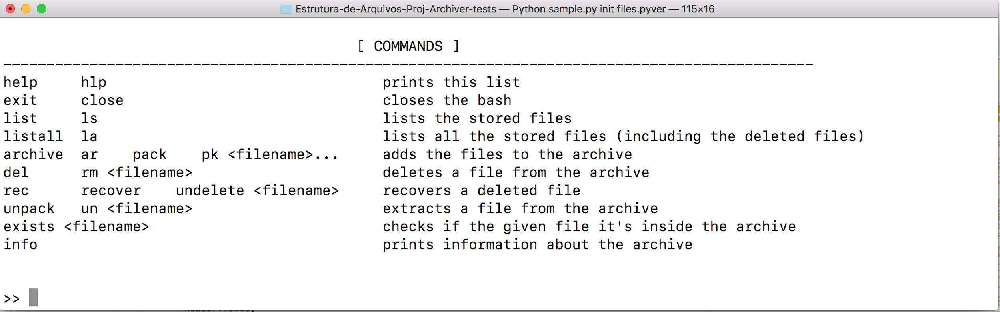 Estrutura-de-Arquivos-Proj-Archiver-tests — Python sample.py init files.pyver — 115×16
[ COMMANDS ]
----------------------------------------------------------------------------------------------
help     hlp                                prints this list
exit     close                              closes the bash
list     ls                                 lists the stored files
listall  la                                 lists all the stored files (including the deleted files)
archive  ar    pack    pk <filename>...     adds the files to the archive
del      rm <filename>                      deletes a file from the archive
rec      recover    undelete <filename>     recovers a deleted file
unpack   un <filename>                      extracts a file from the archive
exists <filename>                           checks if the given file it's inside the archive
info                                        prints information about the archive
>>